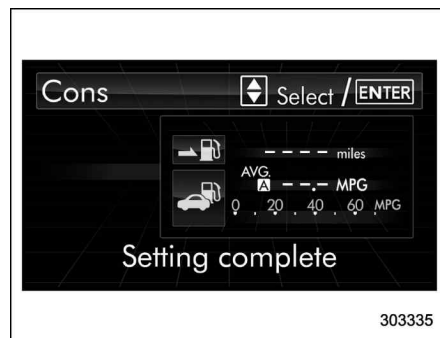 Cons Select / ENTER
---- miles
AVG.
A --.- MPG
0 20 40 60 MPG
Setting complete
303335